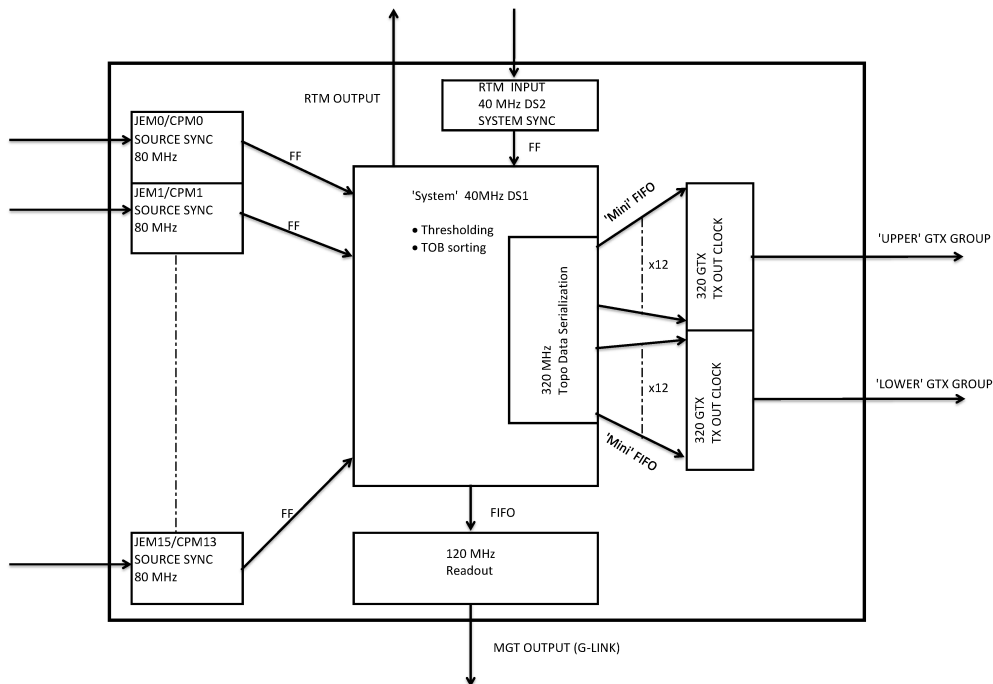 RTM OUTPUT
RTM INPUT
40 MHz DS2
SYSTEM SYNC
FF
JEM0/CPM0
SOURCE SYNC
80 MHz
FF
JEM1/CPM1
SOURCE SYNC
80 MHz
FF
'System' 40MHz DS1
• Thresholding
• TOB sorting
320 MHz
Topo Data Serialization
'Mini' FIFO
x12
320 GTX
TX OUT CLOCK
'UPPER' GTX GROUP
x12
'Mini' FIFO
320 GTX
TX OUT CLOCK
'LOWER' GTX GROUP
FF
JEM15/CPM13
SOURCE SYNC
80 MHz
FIFO
120 MHz
Readout
MGT OUTPUT (G-LINK)